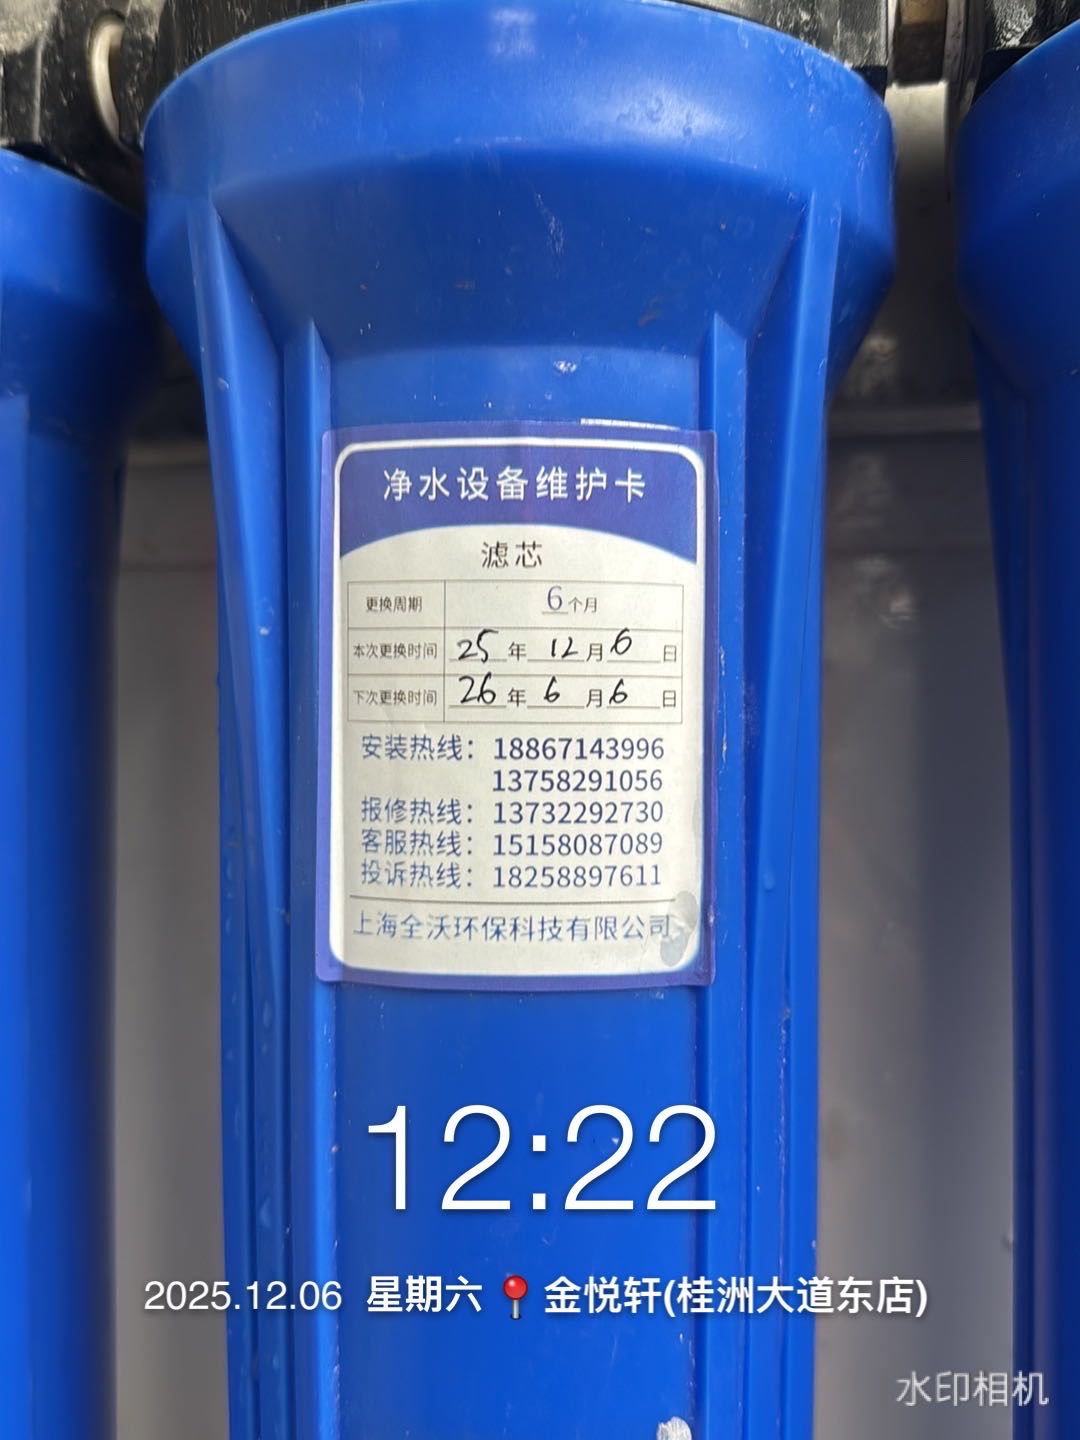 净水设备维护卡
滤芯
更换周期 6个月
本次更换时间 25年12月6日
下次更换时间 26年6月6日
安装热线：18867143996
13758291056
报修热线：13732292730
客服热线：15158087089
投诉热线：18258897611
上海全沃环保科技有限公司
12:22
2025.12.06 星期六 📍金悦轩(桂洲大道东店)
水印相机